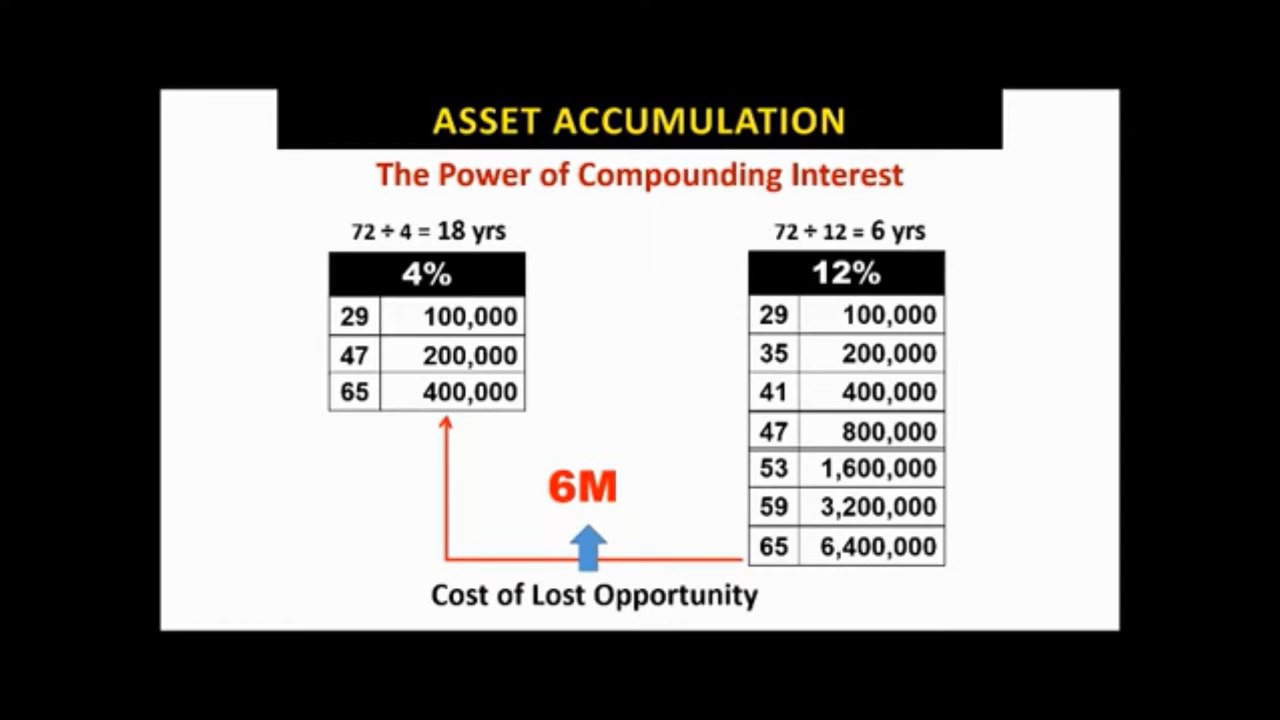 ASSET ACCUMULATION
The Power of Compounding Interest
72 ÷ 4 = 18 yrs
4%
29 100,000
47 200,000
65 400,000
72 ÷ 12 = 6 yrs
12%
29 100,000
35 200,000
41 400,000
47 800,000
53 1,600,000
59 3,200,000
65 6,400,000
6M
Cost of Lost Opportunity